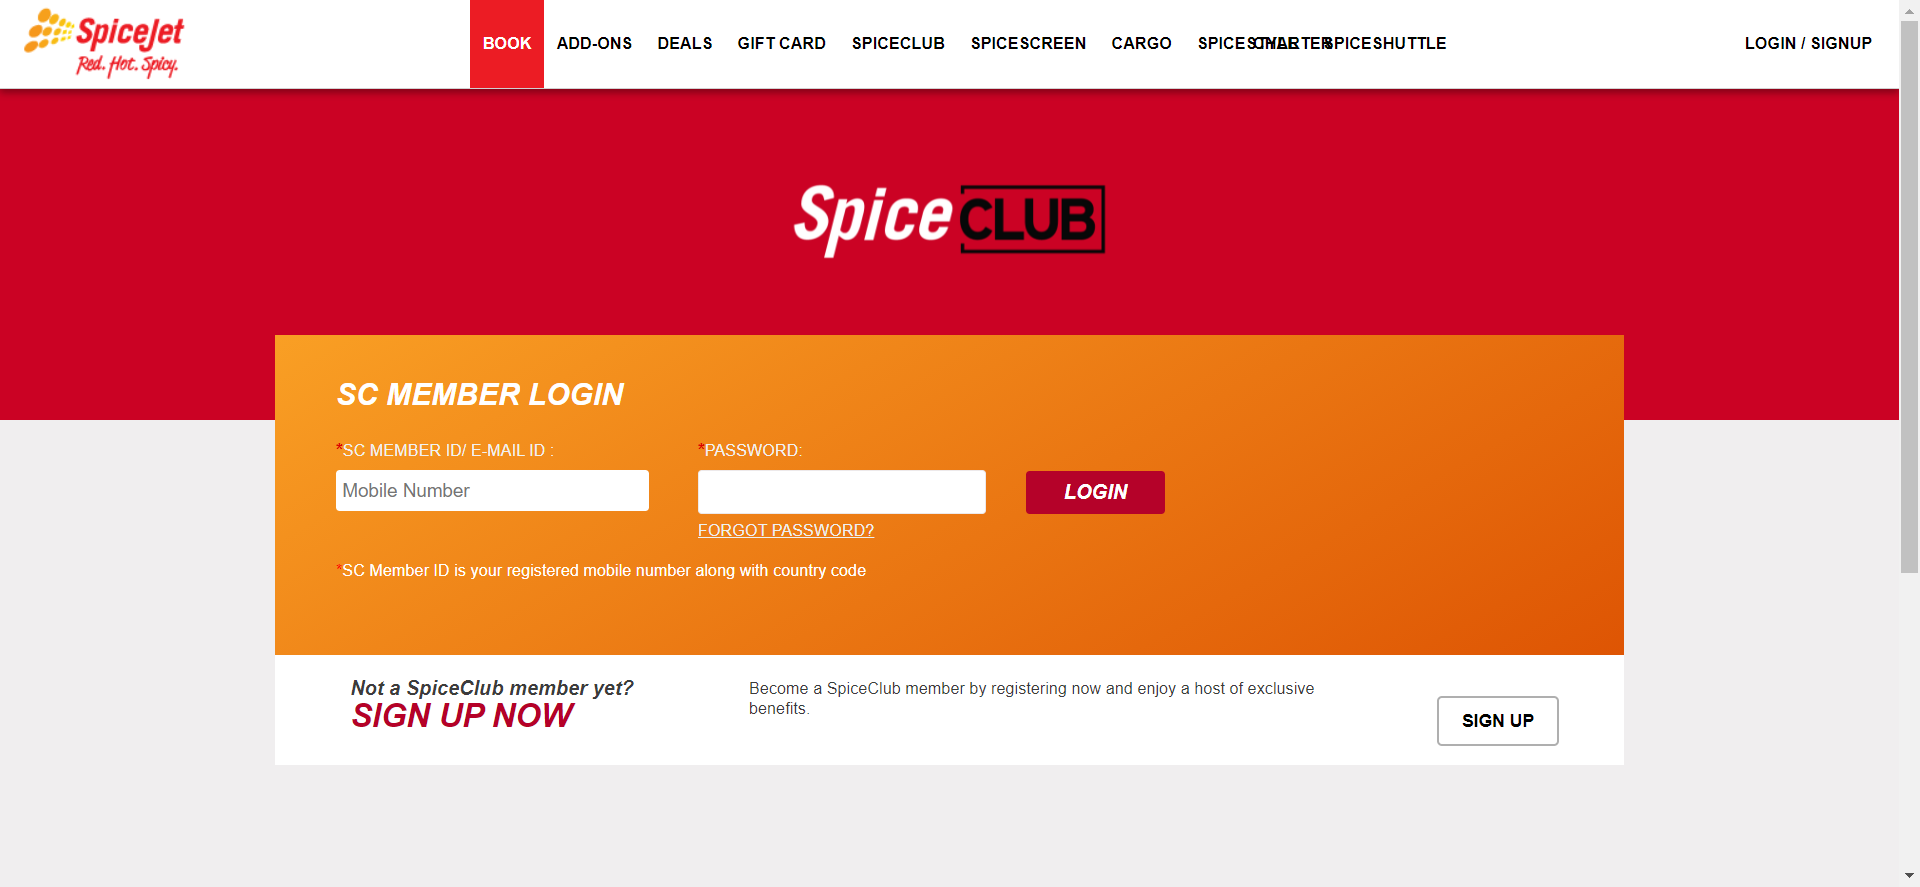 SpiceJet
Red. Hot. Spicy.
BOOK ADD-ONS DEALS GIFT CARD SPICECLUB SPICESCREEN CARGO SPICESTYLE CHARTER SPICESHUTTLE LOGIN / SIGNUP
Spice CLUB
SC MEMBER LOGIN
*SC MEMBER ID/ E-MAIL ID : *PASSWORD:
Mobile Number LOGIN
FORGOT PASSWORD?
*SC Member ID is your registered mobile number along with country code
Not a SpiceClub member yet?
SIGN UP NOW
Become a SpiceClub member by registering now and enjoy a host of exclusive
benefits.
SIGN UP